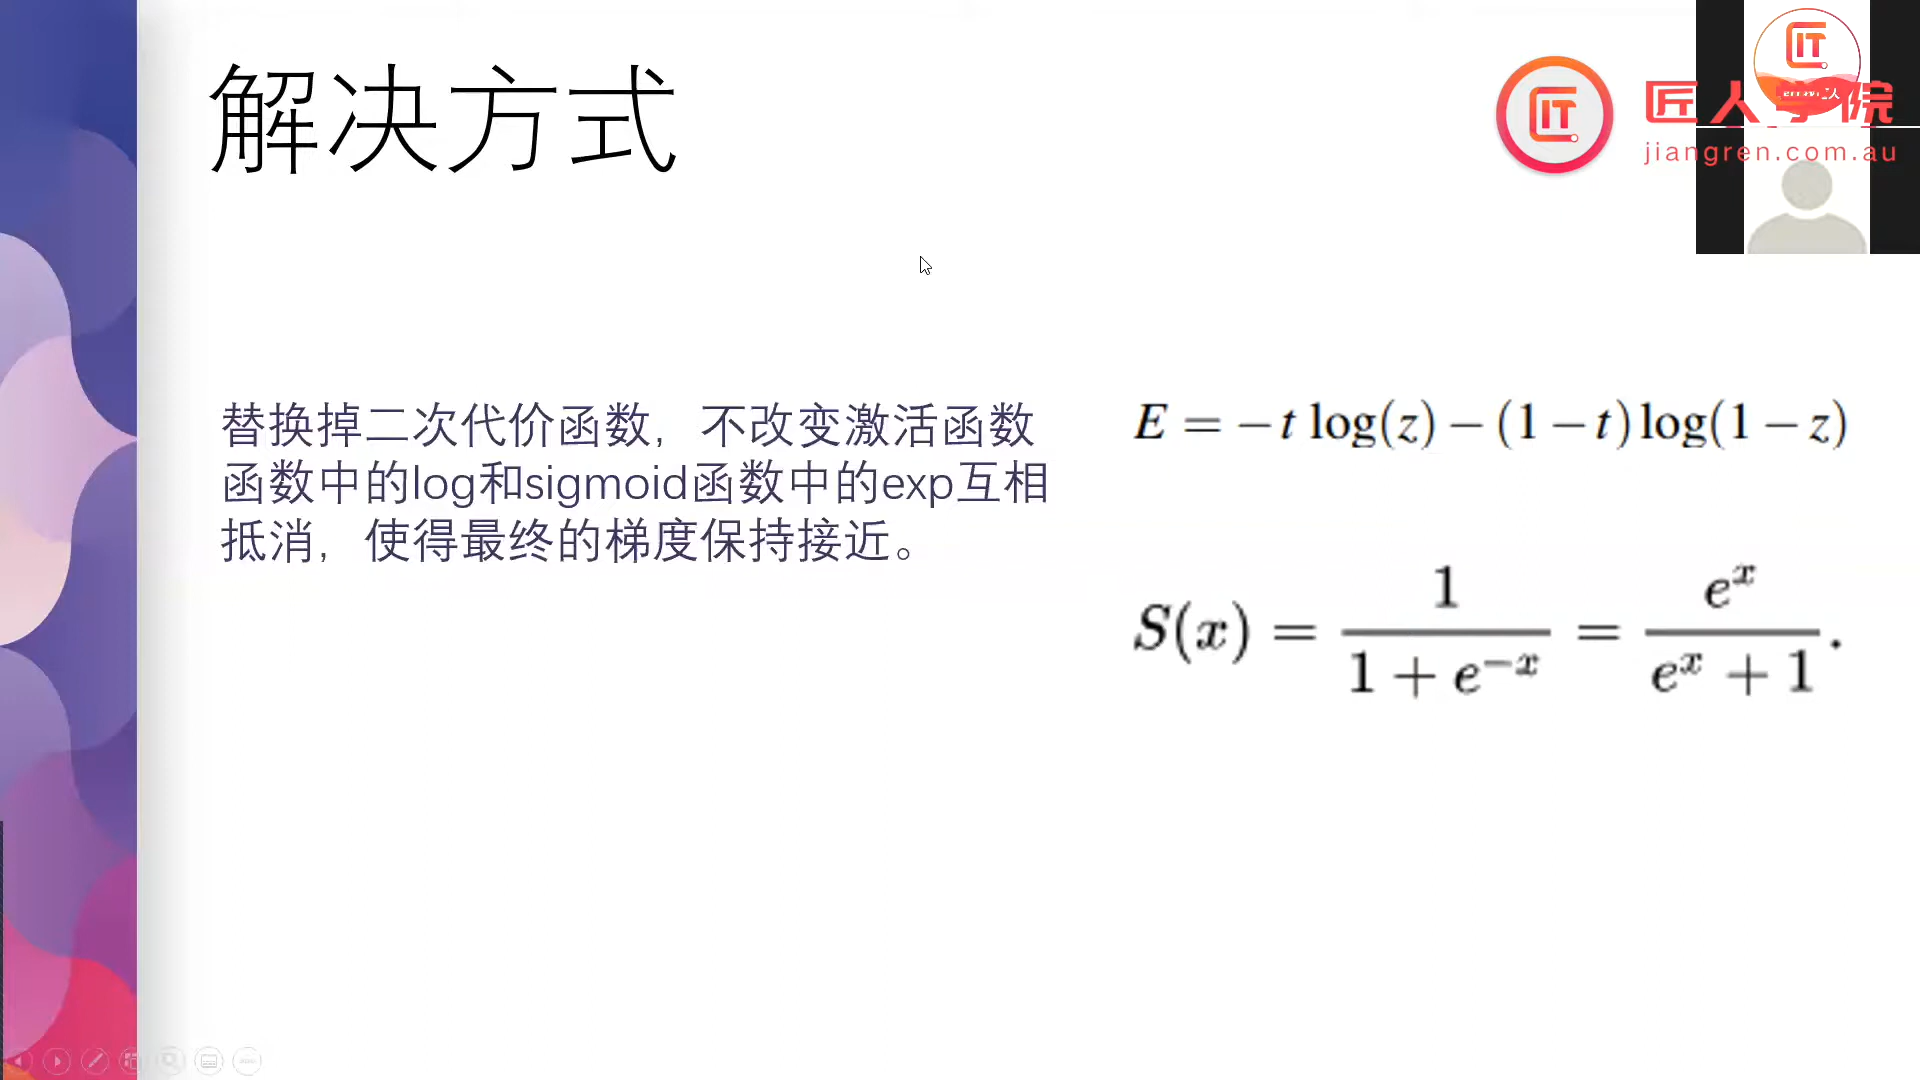 解决方式
匠人学院
jiangren.com.au
替换掉二次代价函数，不改变激活函数
函数中的log和sigmoid函数中的exp互相
抵消，使得最终的梯度保持接近。
E = −t log(z) − (1 − t) log(1 − z)
S(x) = 1 / (1 + e^{−x}) = e^x / (e^x + 1).